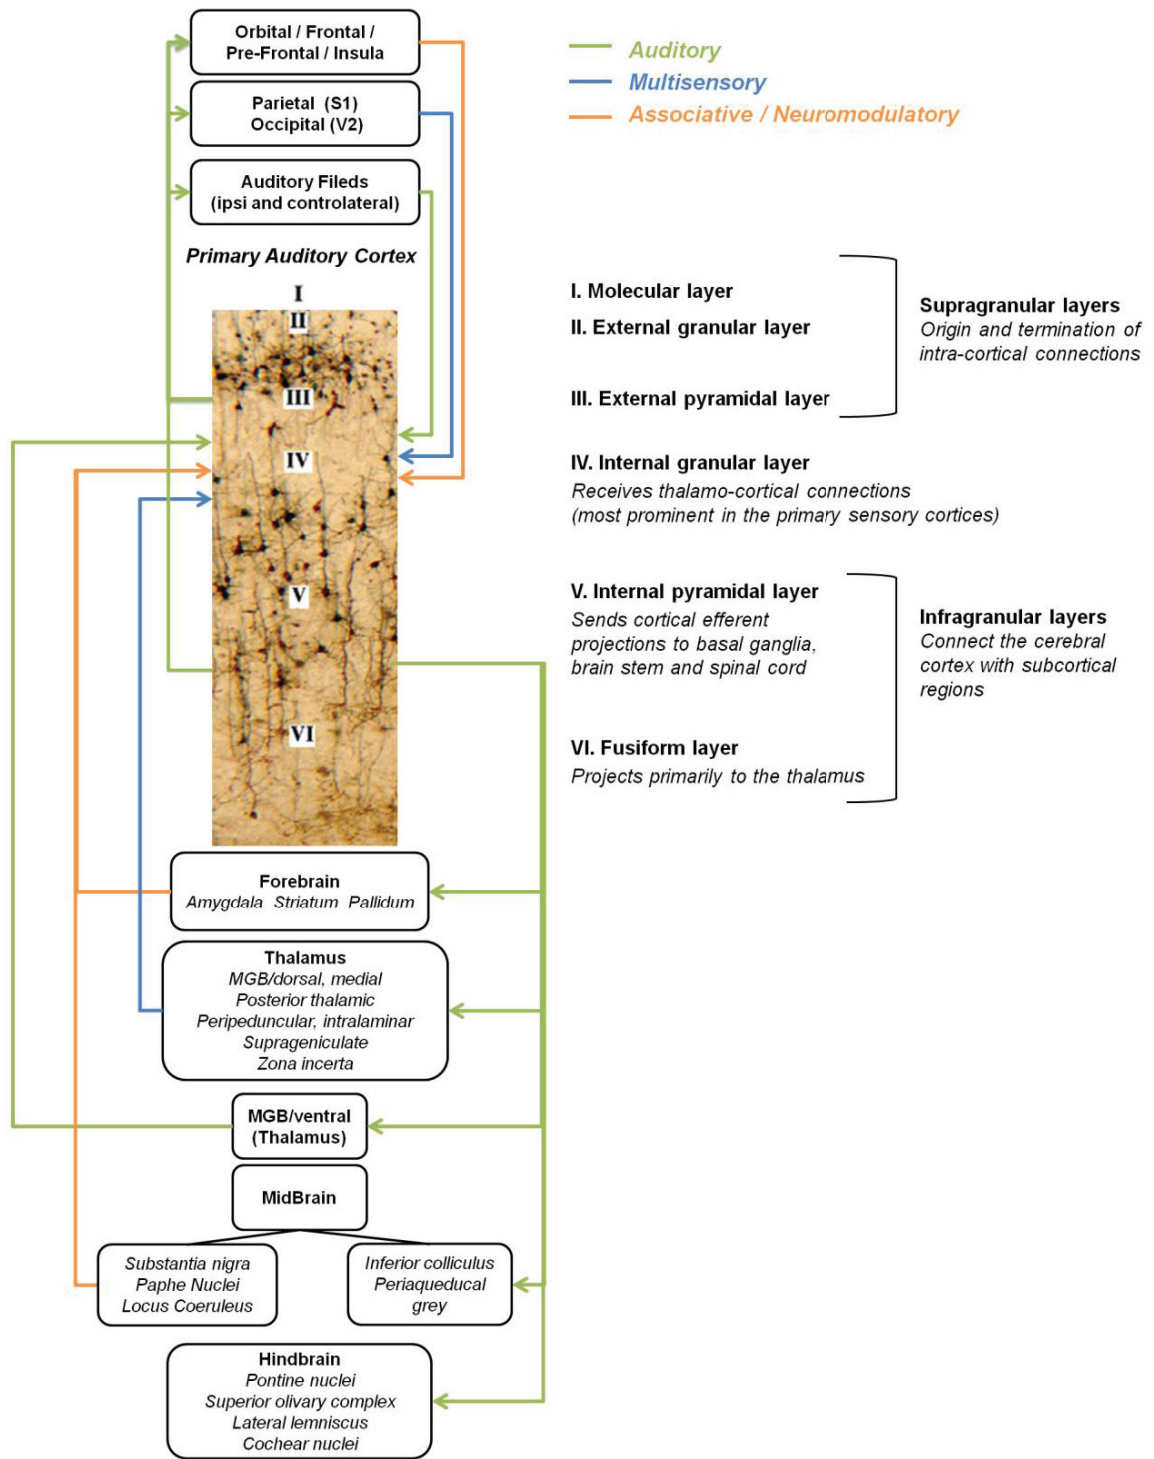 Orbital / Frontal /
Pre-Frontal / Insula
Parietal (S1)
Occipital (V2)
Auditory Fileds
(ipsi and controlateral)
Auditory
Multisensory
Associative / Neuromodulatory
Primary Auditory Cortex
I
II
III
IV
V
VI
I. Molecular layer
II. External granular layer
III. External pyramidal layer
Supragranular layers
Origin and termination of
intra-cortical connections
IV. Internal granular layer
Receives thalamo-cortical connections
(most prominent in the primary sensory cortices)
V. Internal pyramidal layer
Sends cortical efferent
projections to basal ganglia,
brain stem and spinal cord
VI. Fusiform layer
Projects primarily to the thalamus
Infragranular layers
Connect the cerebral
cortex with subcortical
regions
Forebrain
Amygdala Striatum Pallidum
Thalamus
MGB/dorsal, medial
Posterior thalamic
Peripeduncular, intralaminar
Suprageniculate
Zona incerta
MGB/ventral
(Thalamus)
MidBrain
Substantia nigra
Paphe Nuclei
Locus Coeruleus
Inferior colliculus
Periaqueducal
grey
Hindbrain
Pontine nuclei
Superior olivary complex
Lateral lemniscus
Cochear nuclei